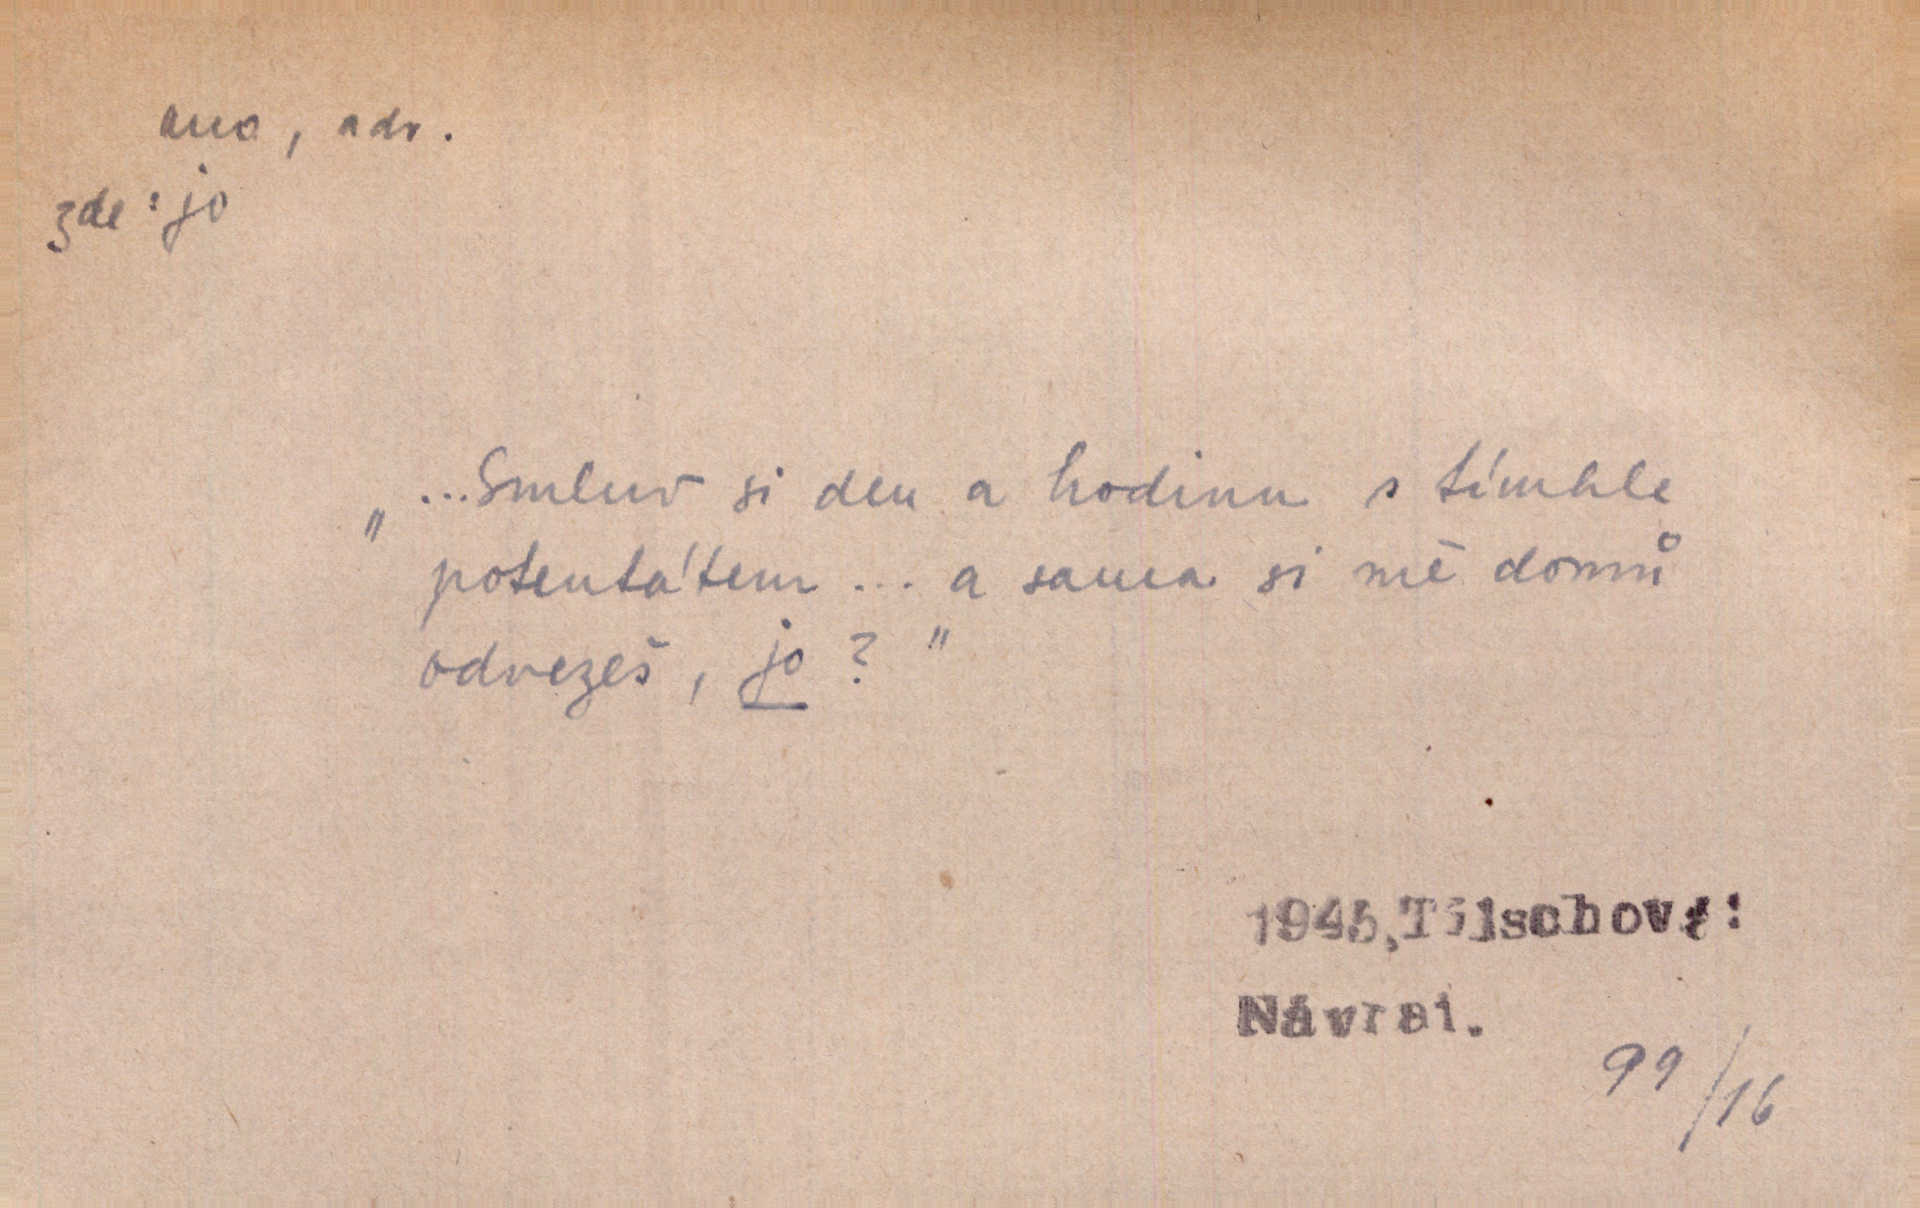 ano, adv.
zde: jo
„...Smluv si den a hodinu s tímhle
potentátem ... a sama si mě domů
odvezeš, jo ? "
1945, Tilschová:
Návrat.
99/16